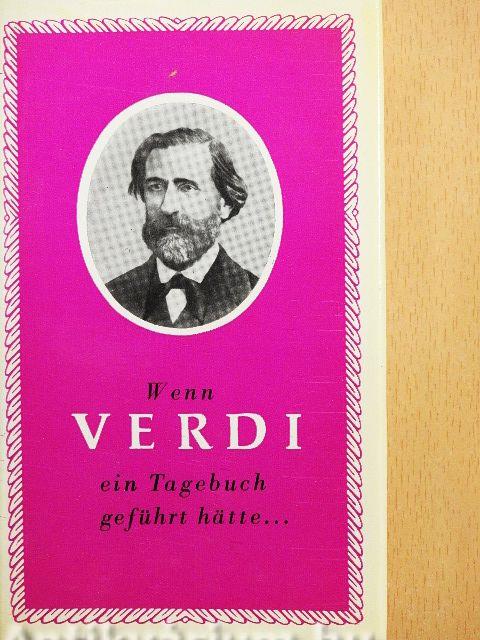 Wenn
VERDI
ein Tagebuch
geführt hätte...